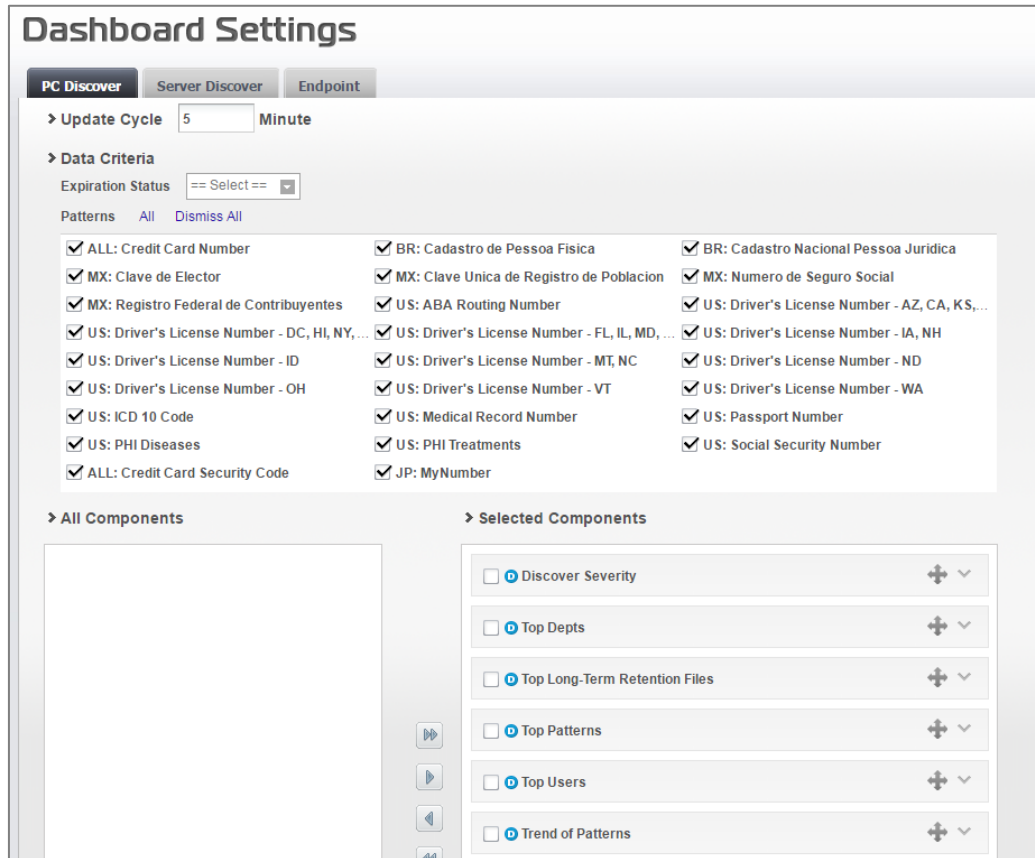 Dashboard Settings
PC Discover Server Discover Endpoint
Update Cycle 5 Minute
Data Criteria
Expiration Status == Select ==
Patterns All Dismiss All
ALL: Credit Card Number BR: Cadastro de Pessoa Fisica BR: Cadastro Nacional Pessoa Juridica
MX: Clave de Elector MX: Clave Unica de Registro de Poblacion MX: Numero de Seguro Social
MX: Registro Federal de Contribuyentes US: ABA Routing Number US: Driver's License Number - AZ, CA, KS,...
US: Driver's License Number - DC, HI, NY, ... US: Driver's License Number - FL, IL, MD, ... US: Driver's License Number - IA, NH
US: Driver's License Number - ID US: Driver's License Number - MT, NC US: Driver's License Number - ND
US: Driver's License Number - OH US: Driver's License Number - VT US: Driver's License Number - WA
US: ICD 10 Code US: Medical Record Number US: Passport Number
US: PHI Diseases US: PHI Treatments US: Social Security Number
ALL: Credit Card Security Code JP: MyNumber
All Components Selected Components
D Discover Severity
D Top Depts
D Top Long-Term Retention Files
D Top Patterns
D Top Users
D Trend of Patterns